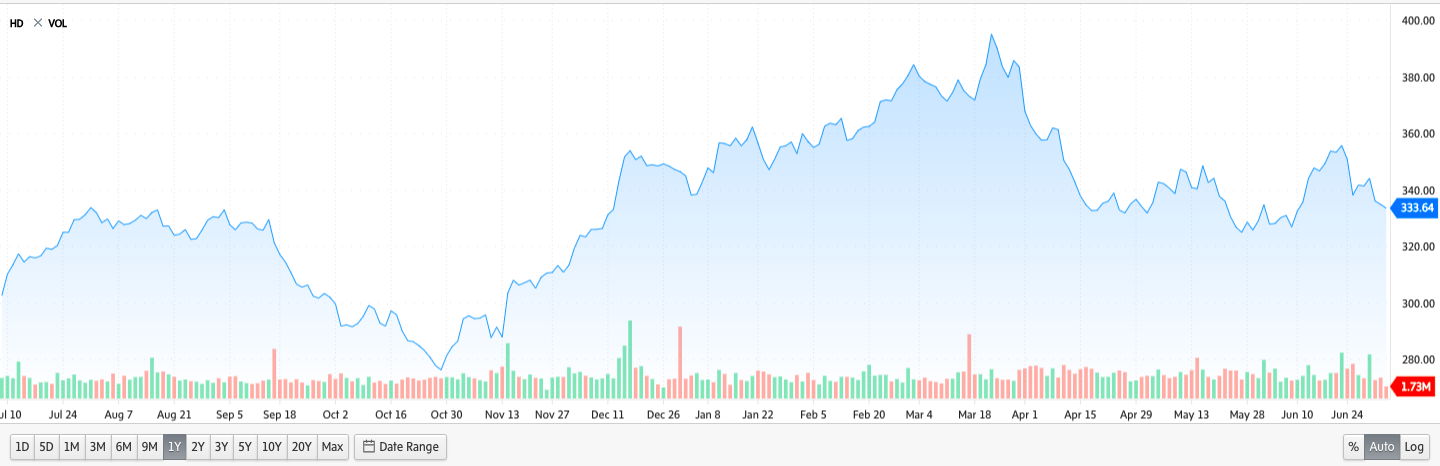 HD × VOL
400.00
380.00
360.00
340.00
333.64
320.00
300.00
280.00
1.73M
ul 10 Jul 24 Aug 7 Aug 21 Sep 5 Sep 18 Oct 2 Oct 16 Oct 30 Nov 13 Nov 27 Dec 11 Dec 26 Jan 8 Jan 22 Feb 5 Feb 20 Mar 4 Mar 18 Apr 1 Apr 15 Apr 29 May 13 May 28 Jun 10 Jun 24
1D 5D 1M 3M 6M 9M 1Y 2Y 3Y 5Y 10Y 20Y Max Date Range % Auto Log